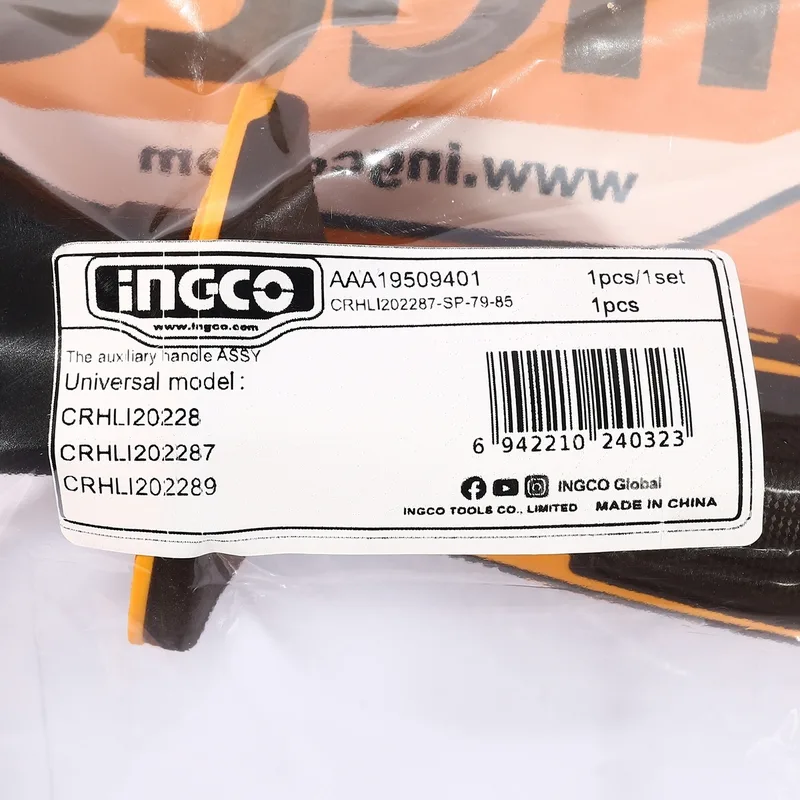 www.ingco.com
INGCO
www.ingco.com
AAA19509401 1pcs/1set
CRHLI202287-SP-79-85 1pcs
The auxiliary handle ASSY
Universal model:
CRHLI20228
CRHLI202287
CRHLI202289
6 942210 240323
INGCO Global
INGCO TOOLS CO., LIMITED MADE IN CHINA